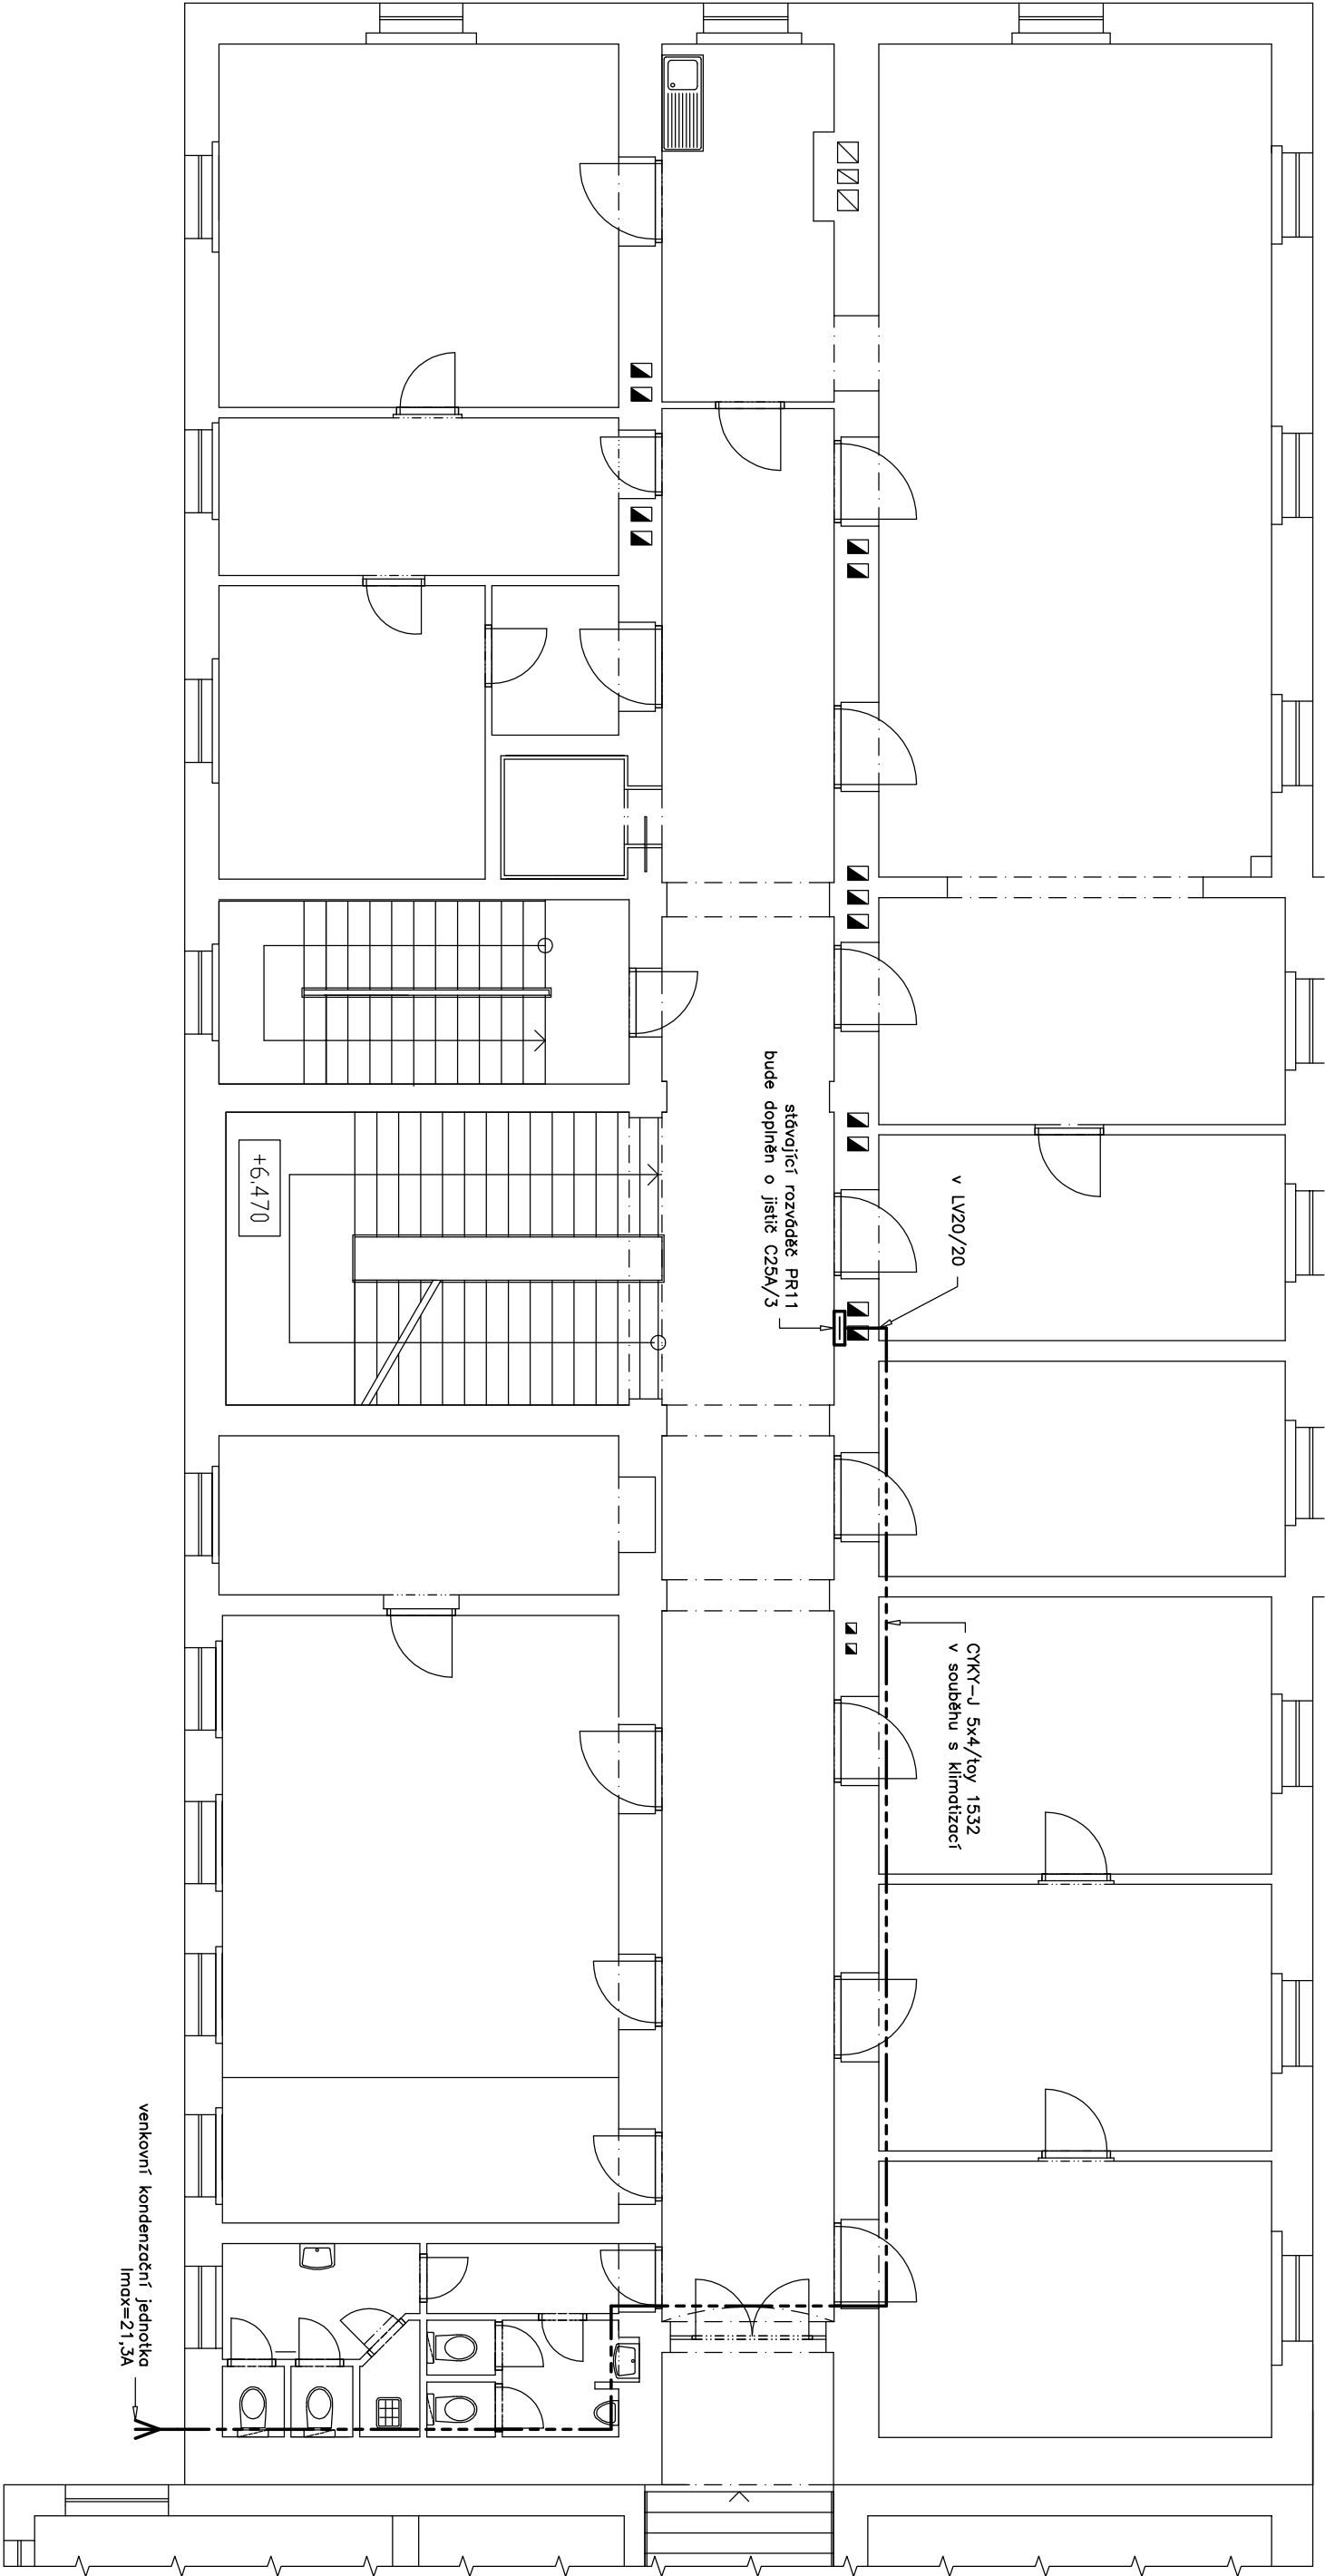 v LV20/20
stávající rozváděč PR11
bude doplněn o jistič C25A/3
+6,470
CYKY-J 5x4/toy 1532
v souběhu s klimatizací
venkovní kondenzační jednotka
Imax=21,3A